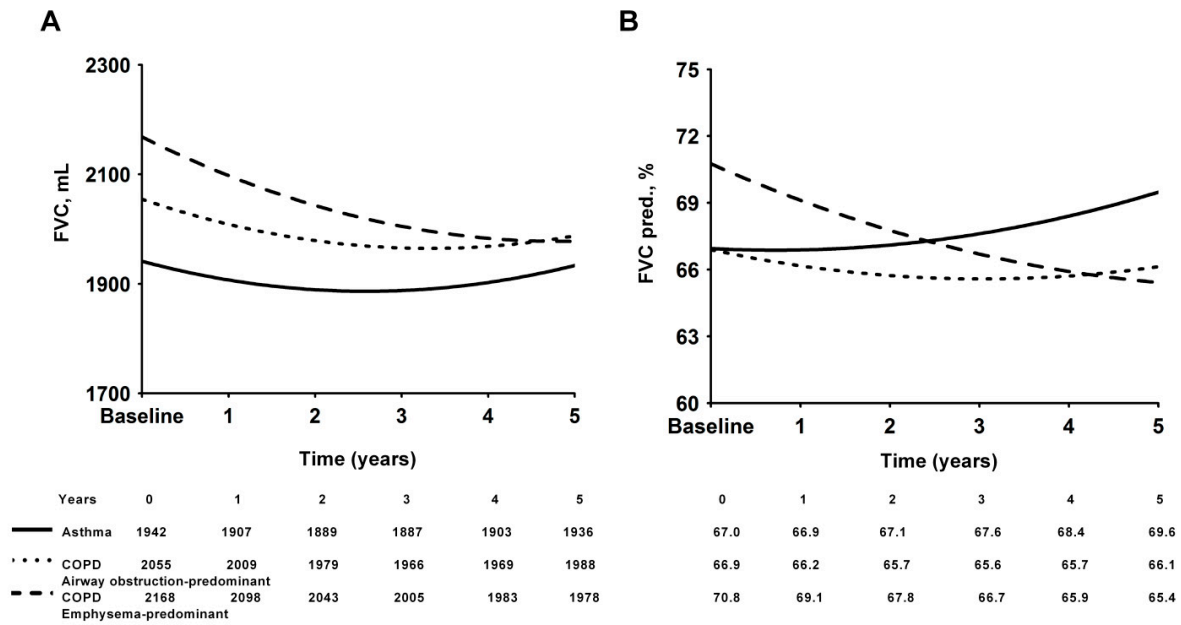 A
B
2300
2100
1900
1700
FVC, mL
Baseline 1 2 3 4 5
Time (years)
75
72
69
66
63
60
FVC pred., %
Baseline 1 2 3 4 5
Time (years)
Years 0 1 2 3 4 5 0 1 2 3 4 5
Asthma 1942 1907 1889 1887 1903 1936 67.0 66.9 67.1 67.6 68.4 69.6
COPD 2055 2009 1979 1966 1969 1988 66.9 66.2 65.7 65.6 65.7 66.1
Airway obstruction-predominant
COPD 2168 2098 2043 2005 1983 1978 70.8 69.1 67.8 66.7 65.9 65.4
Emphysema-predominant